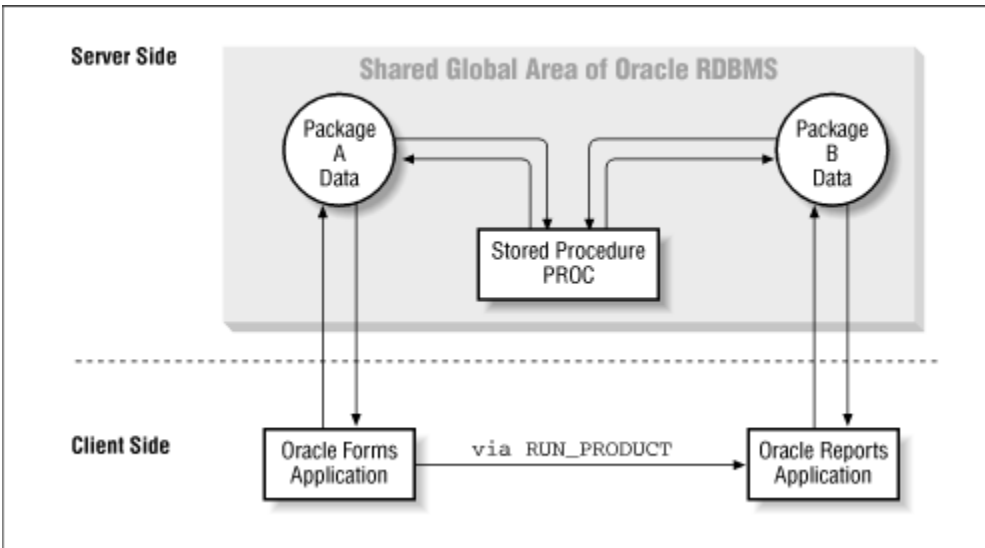 Server Side
Shared Global Area of Oracle RDBMS
Package
A
Data
Package
B
Data
Stored Procedure
PROC
Client Side
Oracle Forms
Application
via RUN_PRODUCT
Oracle Reports
Application